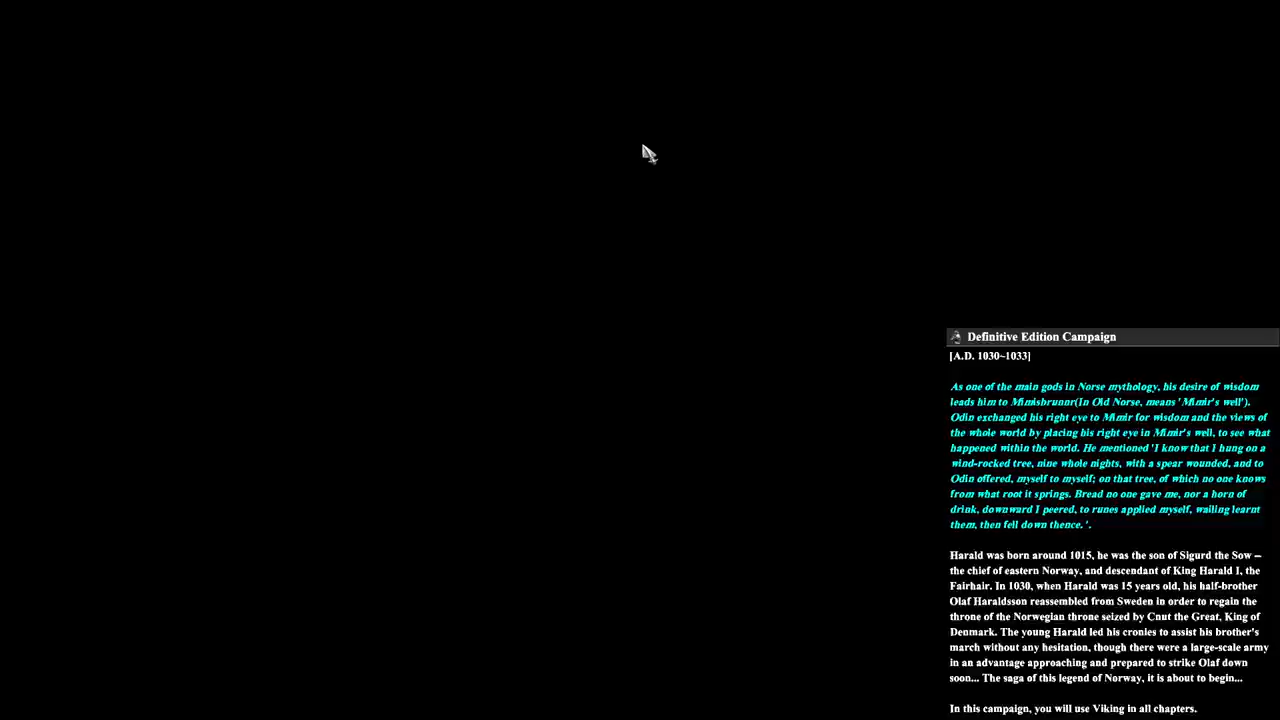 Definitive Edition Campaign
[A.D. 1030~1033]
As one of the main gods in Norse mythology, his desire of wisdom
leads him to Mimisbrunnr(In Old Norse, means 'Mimir's well').
Odin exchanged his right eye to Mimir for wisdom and the views of
the whole world by placing his right eye in Mimir's well, to see what
happened within the world. He mentioned 'I know that I hung on a
wind-rocked tree, nine whole nights, with a spear wounded, and to
Odin offered, myself to myself; on that tree, of which no one knows
from what root it springs. Bread no one gave me, nor a horn of
drink, downward I peered, to runes applied myself, wailing learnt
them, then fell down thence.'.
Harald was born around 1015, he was the son of Sigurd the Sow –
the chief of eastern Norway, and descendant of King Harald I, the
Fairhair. In 1030, when Harald was 15 years old, his half-brother
Olaf Haraldsson reassembled from Sweden in order to regain the
throne of the Norwegian throne seized by Cnut the Great, King of
Denmark. The young Harald led his cronies to assist his brother's
march without any hesitation, though there were a large-scale army
in an advantage approaching and prepared to strike Olaf down
soon... The saga of this legend of Norway, it is about to begin...
In this campaign, you will use Viking in all chapters.